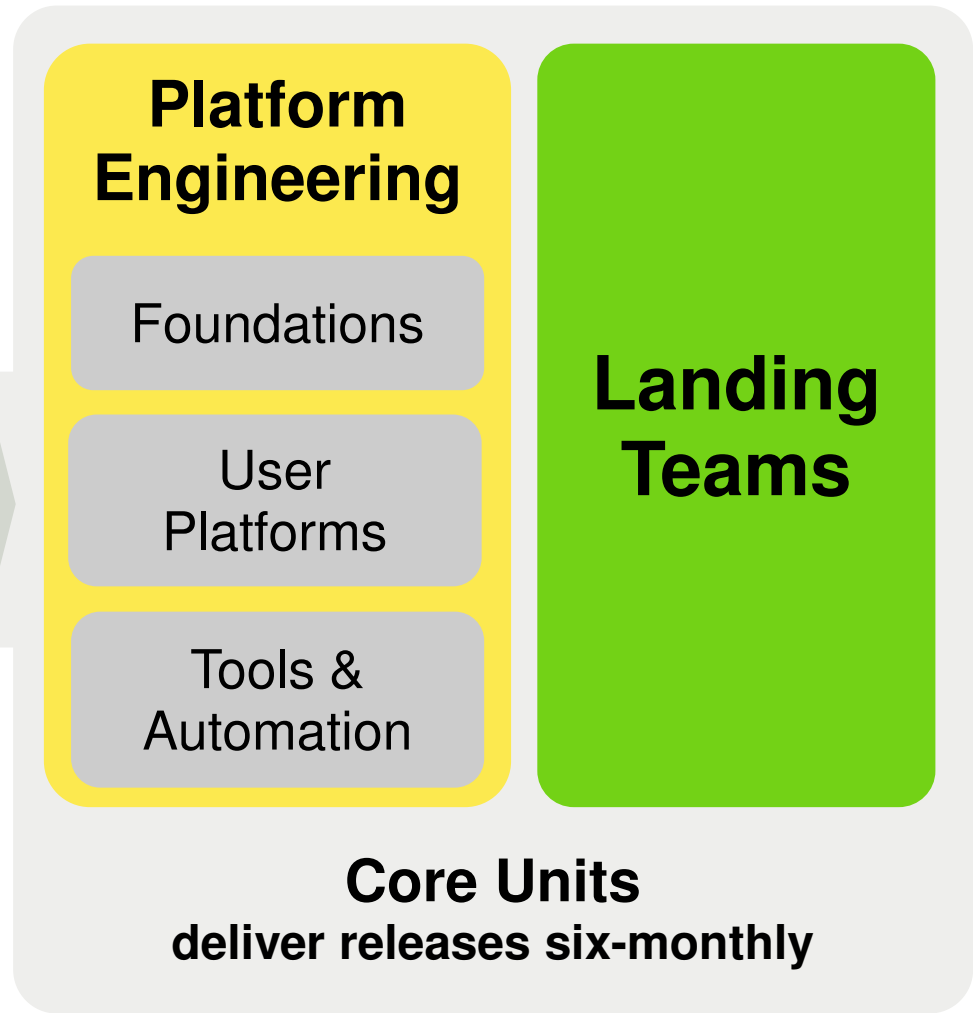 Platform
Engineering
Foundations
User
Platforms
Tools &
Automation
Landing
Teams
Core Units
deliver releases six-monthly